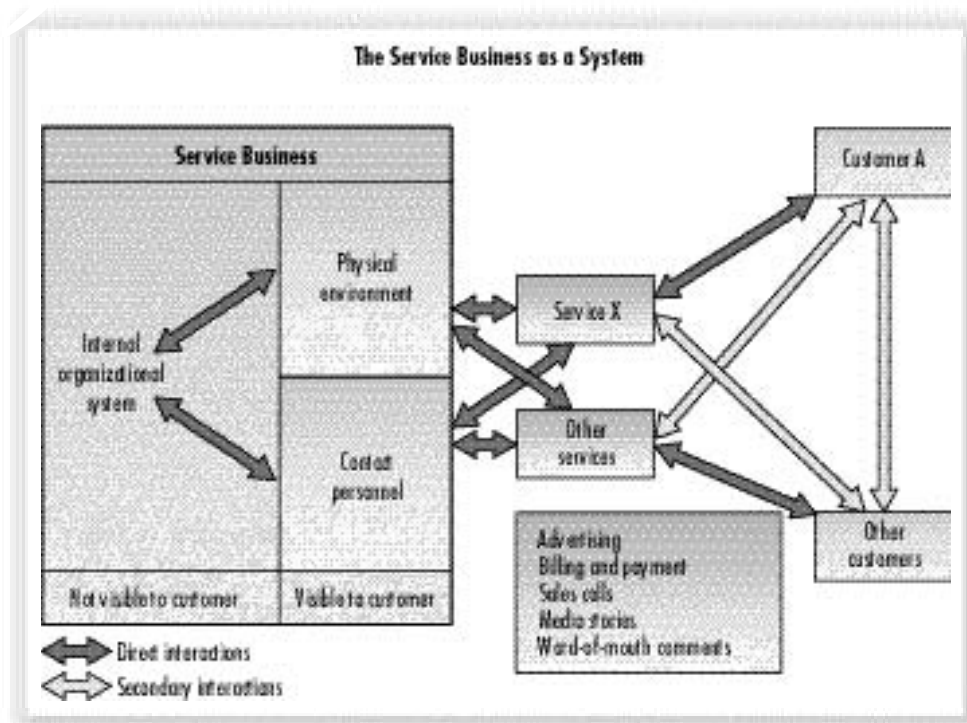 The Service Business as a System
Service Business
Customer A
Physical
environment
Service X
Internal
organizational
system
Other
services
Contact
personnel
Advertising
Billing and payment
Sales calls
Media stories
Word-of-mouth comments
Other
customers
Not visible to customer
Visible to customer
Direct interactions
Secondary interactions